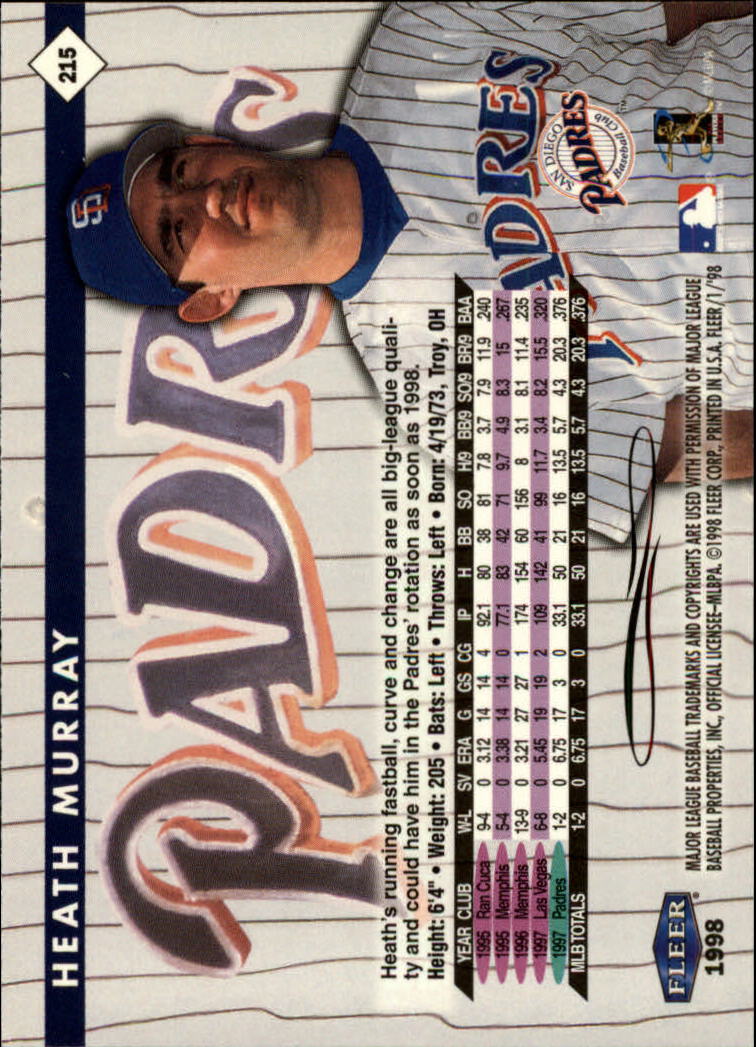 HEATH MURRAY
215
PADRES
SD
PADRES
SAN DIEGO
PADRES
Baseball Club
TM
Heath's running fastball, curve and change are all big-league quali-
ty and could have him in the Padres' rotation as soon as 1998.
Height: 6'4" • Weight: 205 • Bats: Left • Throws: Left • Born: 4/19/73, Troy, OH
YEAR CLUB W-L SV ERA G GS CG IP H BB SO H/9 BB/9 SO/9 BR/9 BAA
1995 Ran Cuca 9-4 0 3.12 14 14 4 92.1 80 38 81 7.8 3.7 7.9 11.9 .240
1995 Memphis 5-4 0 3.38 14 14 0 77.1 83 42 71 9.7 4.9 8.3 15 .267
1996 Memphis 13-9 0 3.21 27 27 1 174 154 60 156 8 3.1 8.1 11.4 .235
1997 Las Vegas 6-8 0 5.45 19 19 2 109 142 41 99 11.7 3.4 8.2 15.5 .320
1997 Padres 1-2 0 6.75 17 3 0 33.1 50 21 16 13.5 5.7 4.3 20.3 .376
MLB TOTALS 1-2 0 6.75 17 3 0 33.1 50 21 16 13.5 5.7 4.3 20.3 .376
FLEER®
1998
MAJOR LEAGUE BASEBALL TRADEMARKS AND COPYRIGHTS ARE USED WITH PERMISSION OF MAJOR LEAGUE
BASEBALL PROPERTIES, INC., OFFICIAL LICENSEE-MLBPA. ©1998 FLEER CORP., PRINTED IN U.S.A. FLEER/1/'98